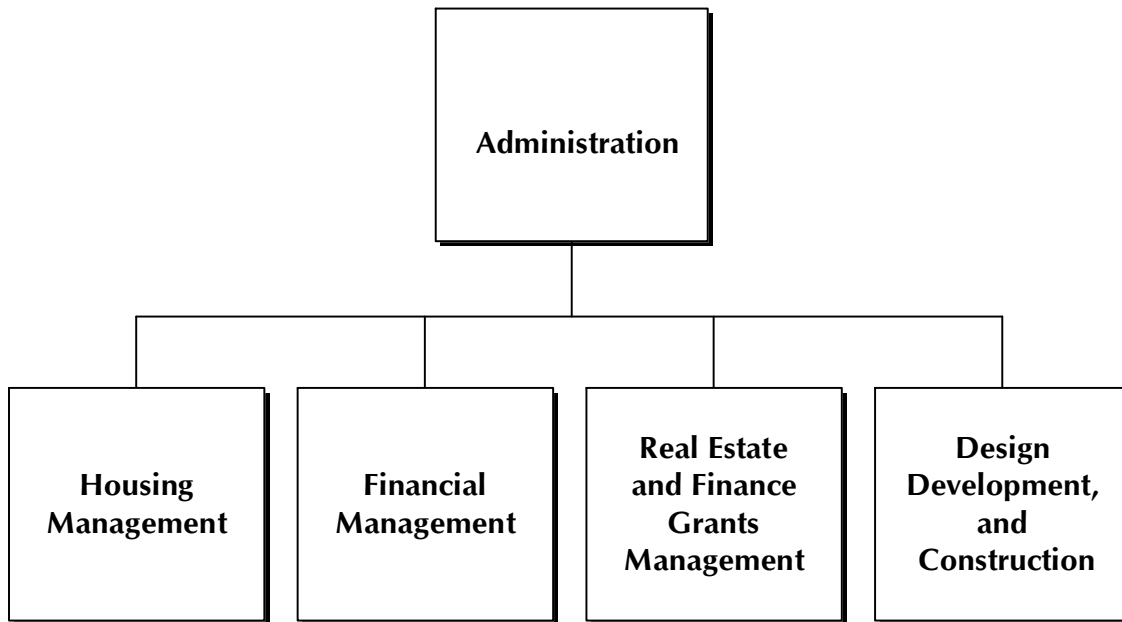 Administration
Housing
Management
Financial
Management
Real Estate
and Finance
Grants
Management
Design
Development,
and
Construction